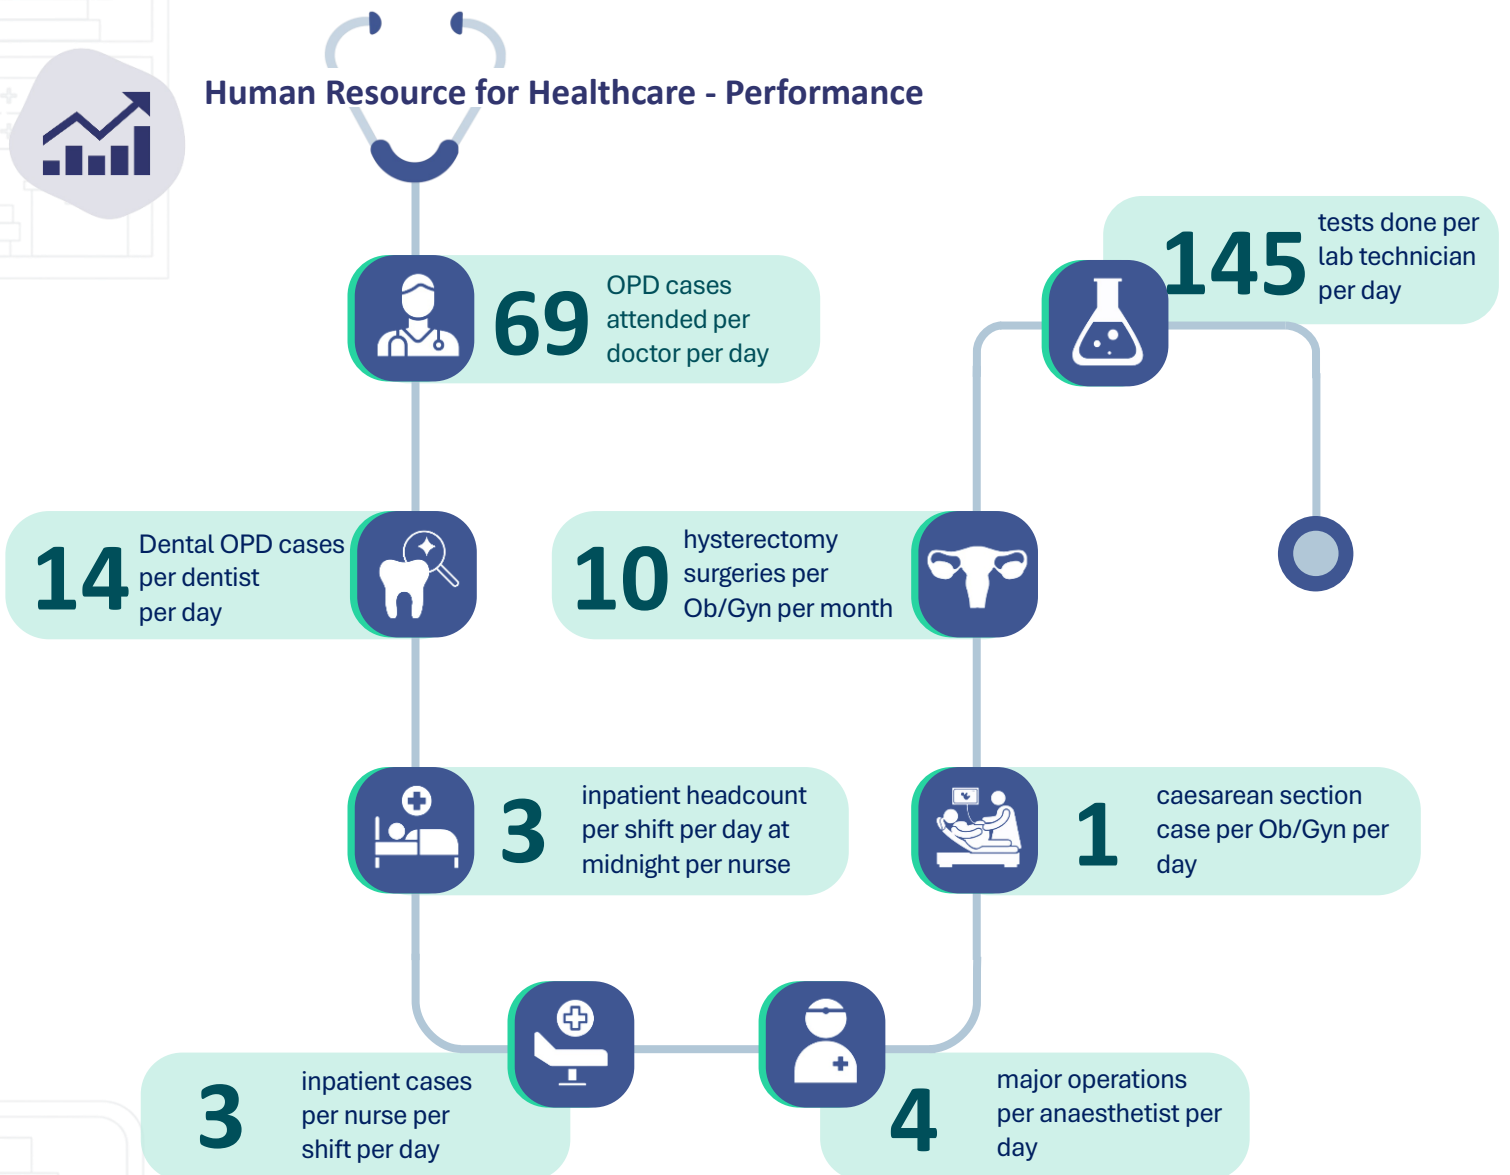 Human Resource for Healthcare - Performance
69
OPD cases
attended per
doctor per day
14
Dental OPD cases
per dentist
per day
3
inpatient headcount
per shift per day at
midnight per nurse
3
inpatient cases
per nurse per
shift per day
4
major operations
per anaesthetist per
day
1
caesarean section
case per Ob/Gyn per
day
10
hysterectomy
surgeries per
Ob/Gyn per month
145
tests done per
lab technician
per day